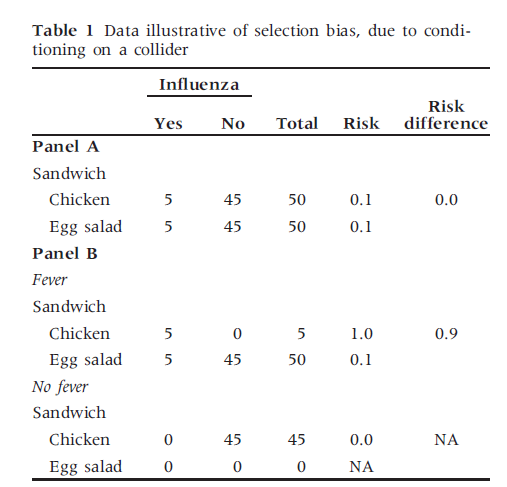 Table 1 Data illustrative of selection bias, due to condi-
tioning on a collider
Influenza
Yes No Total Risk Risk difference
Panel A
Sandwich
Chicken 5 45 50 0.1 0.0
Egg salad 5 45 50 0.1
Panel B
Fever
Sandwich
Chicken 5 0 5 1.0 0.9
Egg salad 5 45 50 0.1
No fever
Sandwich
Chicken 0 45 45 0.0 NA
Egg salad 0 0 0 NA